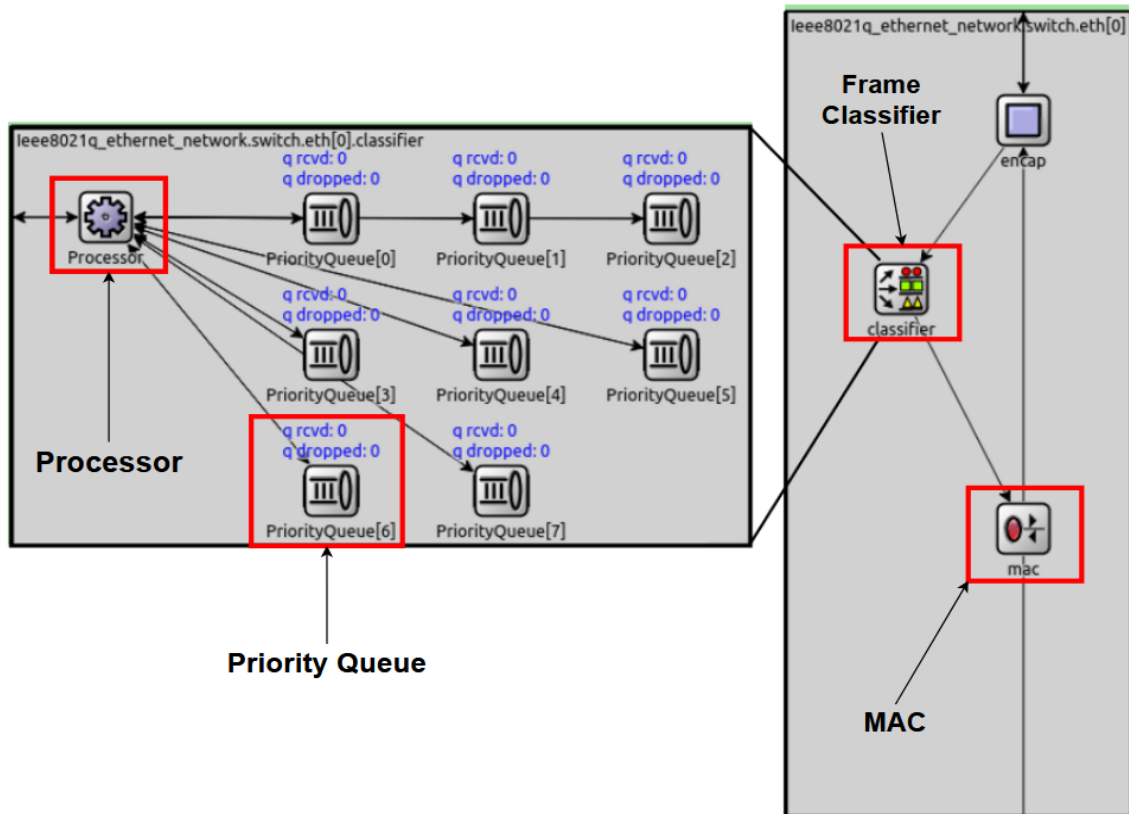 Ieee8021q_ethernet_network.switch.eth[0]
Frame
Classifier
encap
classifier
mac
MAC
Ieee8021q_ethernet_network.switch.eth[0].classifier
q rcvd: 0
q dropped: 0
q rcvd: 0
q dropped: 0
q rcvd: 0
q dropped: 0
Processor
PriorityQueue[0]
PriorityQueue[1]
PriorityQueue[2]
q rcvd: 0
q dropped: 0
q rcvd: 0
q dropped: 0
q rcvd: 0
q dropped: 0
PriorityQueue[3]
PriorityQueue[4]
PriorityQueue[5]
q rcvd: 0
q dropped: 0
q rcvd: 0
q dropped: 0
PriorityQueue[6]
PriorityQueue[7]
Processor
Priority Queue